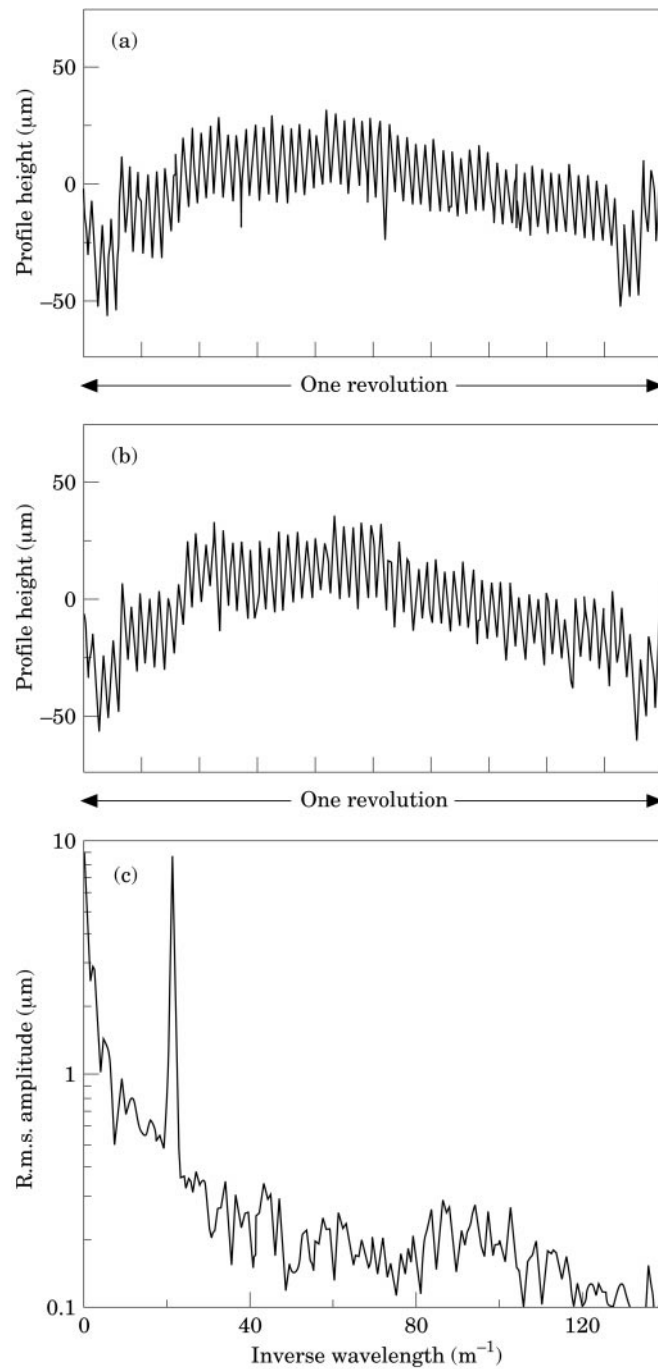 (a)
Profile height (μm)
50
0
–50
One revolution
(b)
Profile height (μm)
50
0
–50
One revolution
(c)
R.m.s. amplitude (μm)
10
1
0.1
0 40 80 120
Inverse wavelength (m⁻¹)